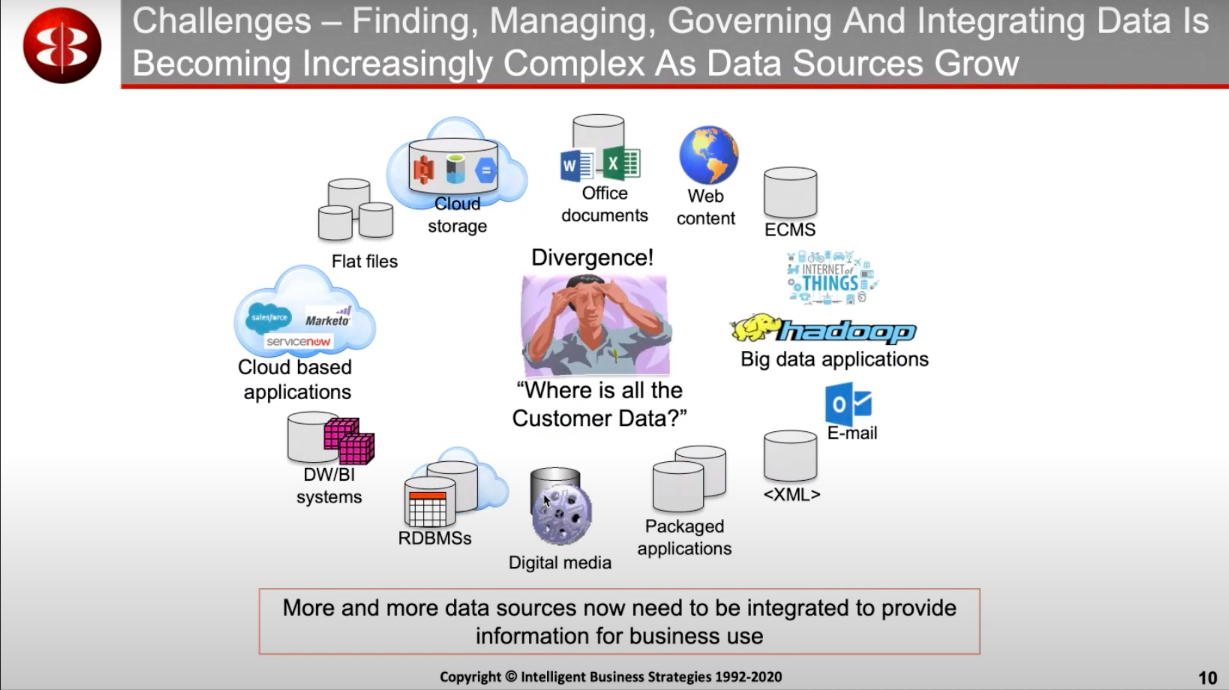 Challenges – Finding, Managing, Governing And Integrating Data Is
Becoming Increasingly Complex As Data Sources Grow
Cloud
storage
W
X
Office
documents
Web
content
ECMS
Flat files
Divergence!
INTERNET of
THINGS
salesforce
Marketo
servicenow
Cloud based
applications
hadoop
Big data applications
“Where is all the
Customer Data?”
O
E-mail
DW/BI
systems
<XML>
RDBMSs
Digital media
Packaged
applications
More and more data sources now need to be integrated to provide
information for business use
Copyright © Intelligent Business Strategies 1992-2020
10